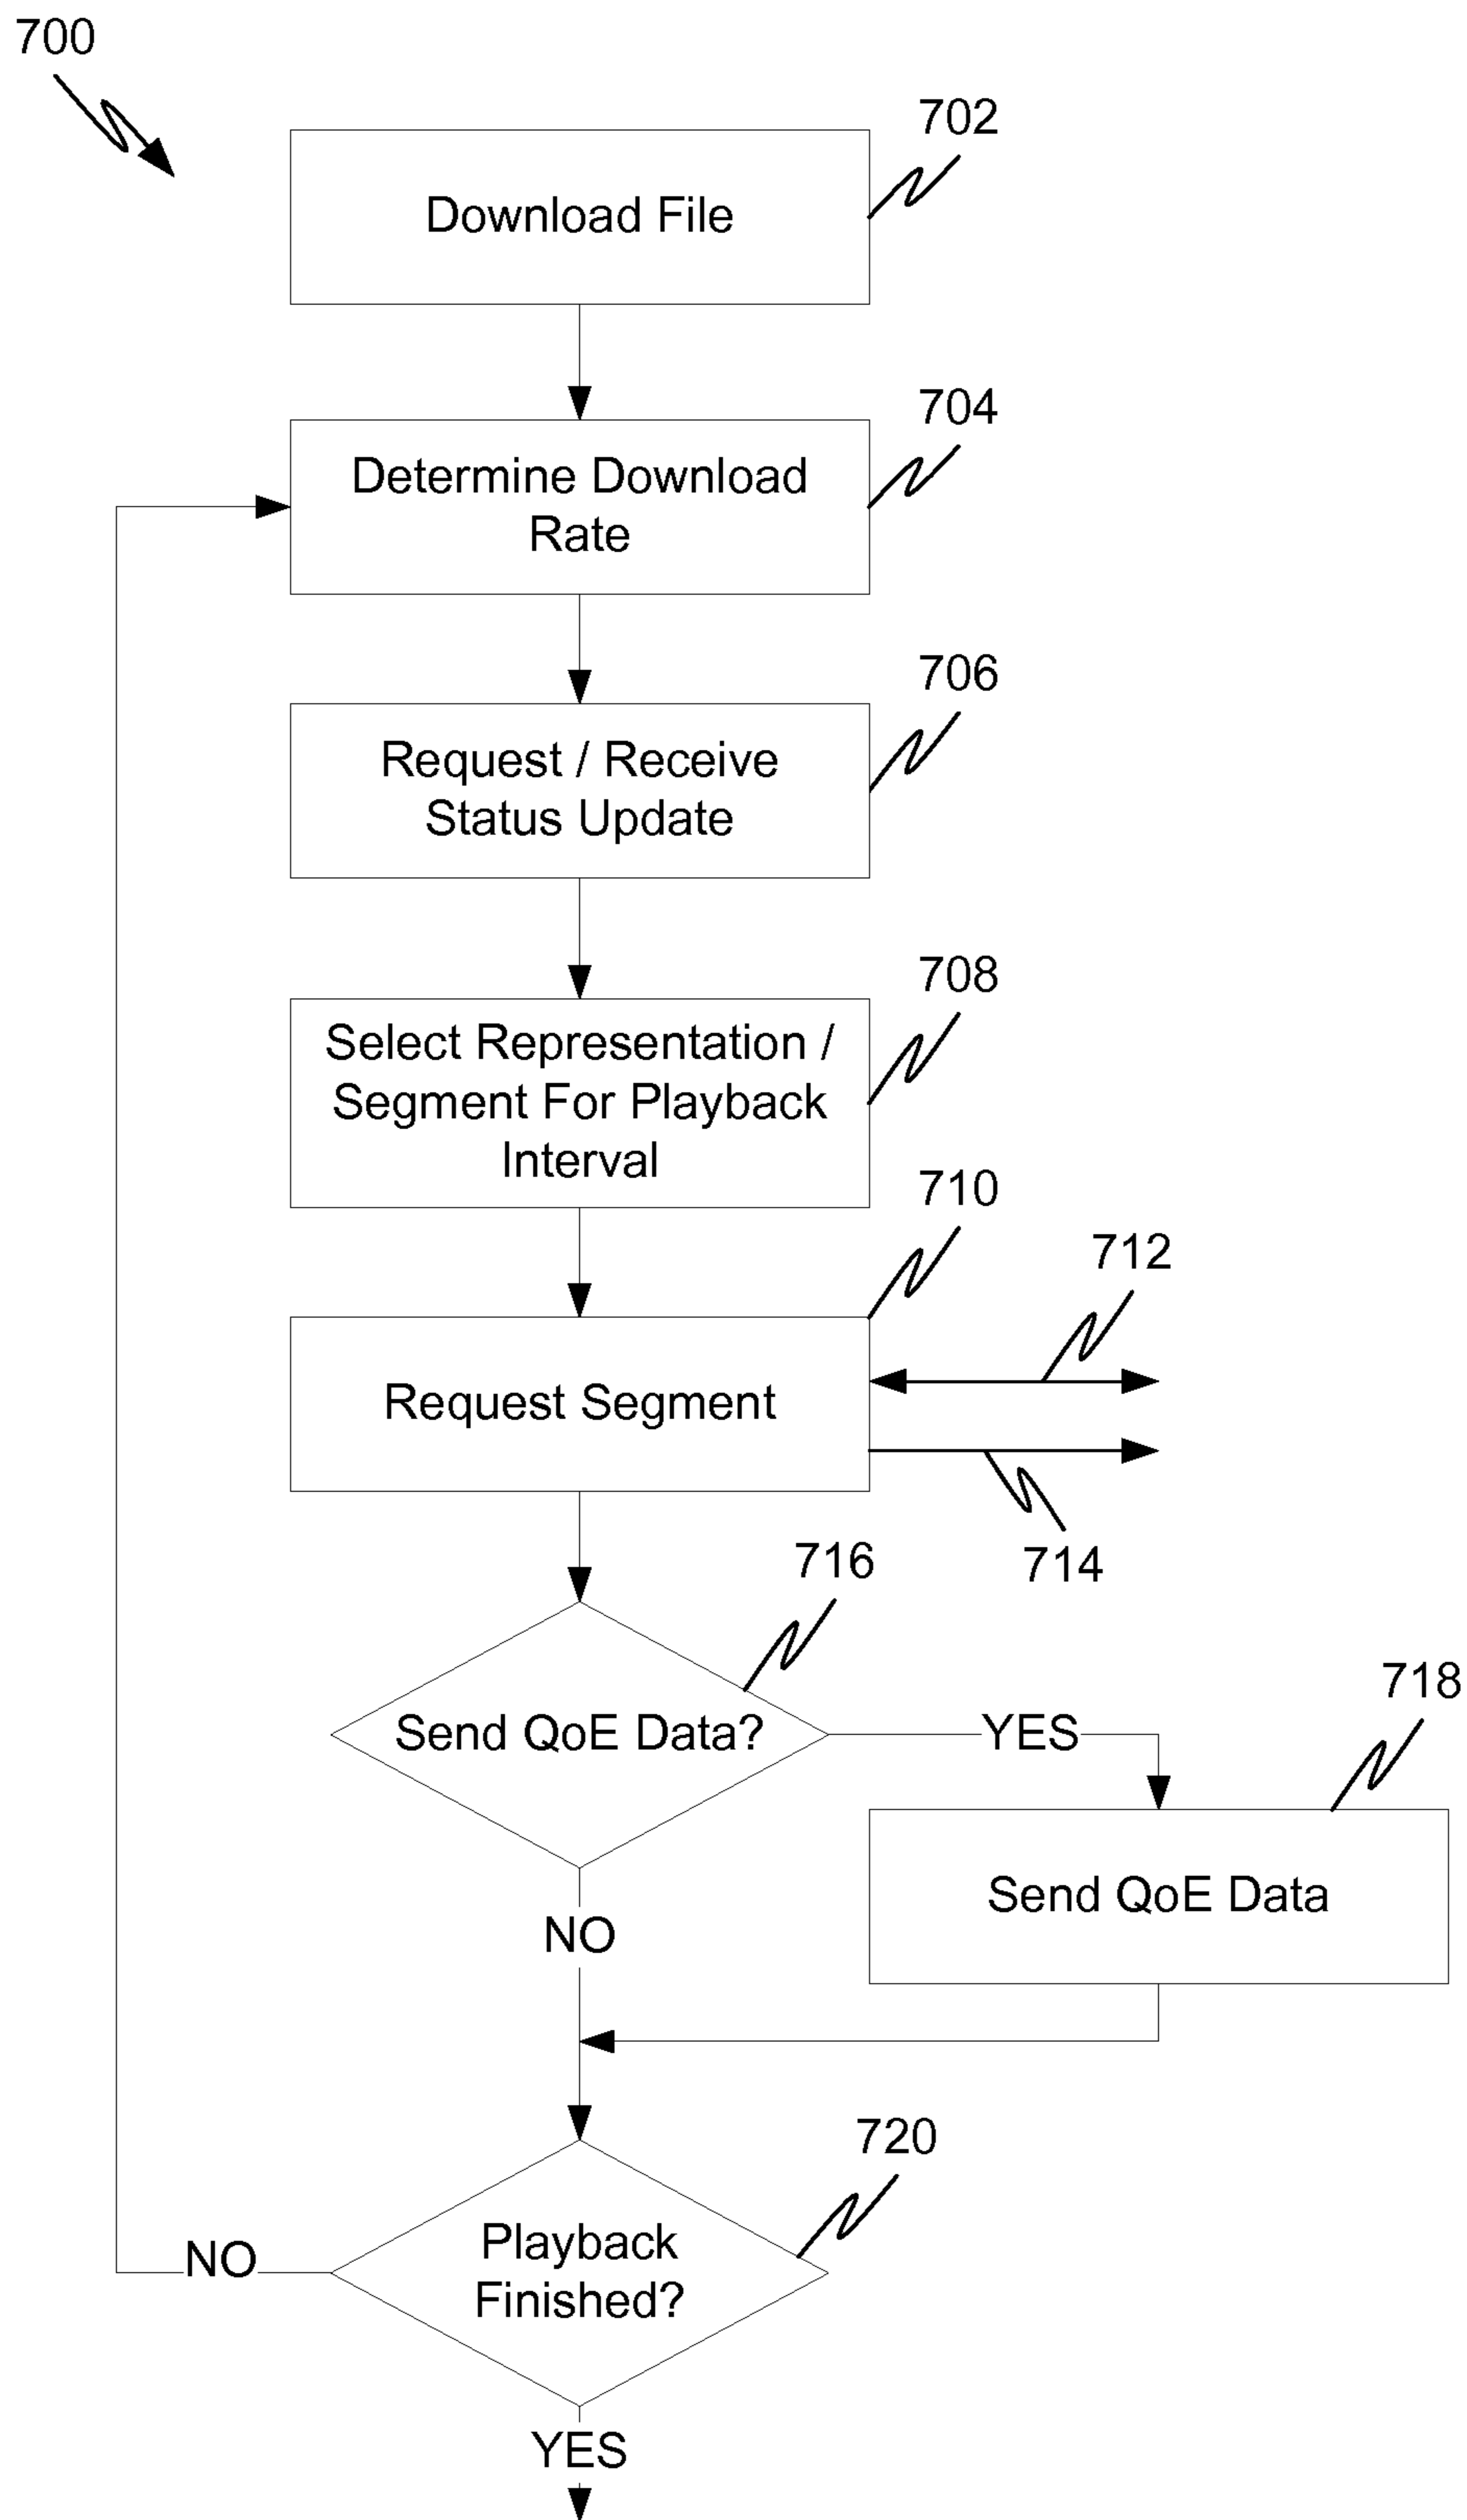 700
702
Download File
704
Determine Download
Rate
706
Request / Receive
Status Update
708
Select Representation /
Segment For Playback
Interval
710
712
Request Segment
714
716
718
Send QoE Data?
YES
Send QoE Data
NO
720
Playback
Finished?
NO
YES